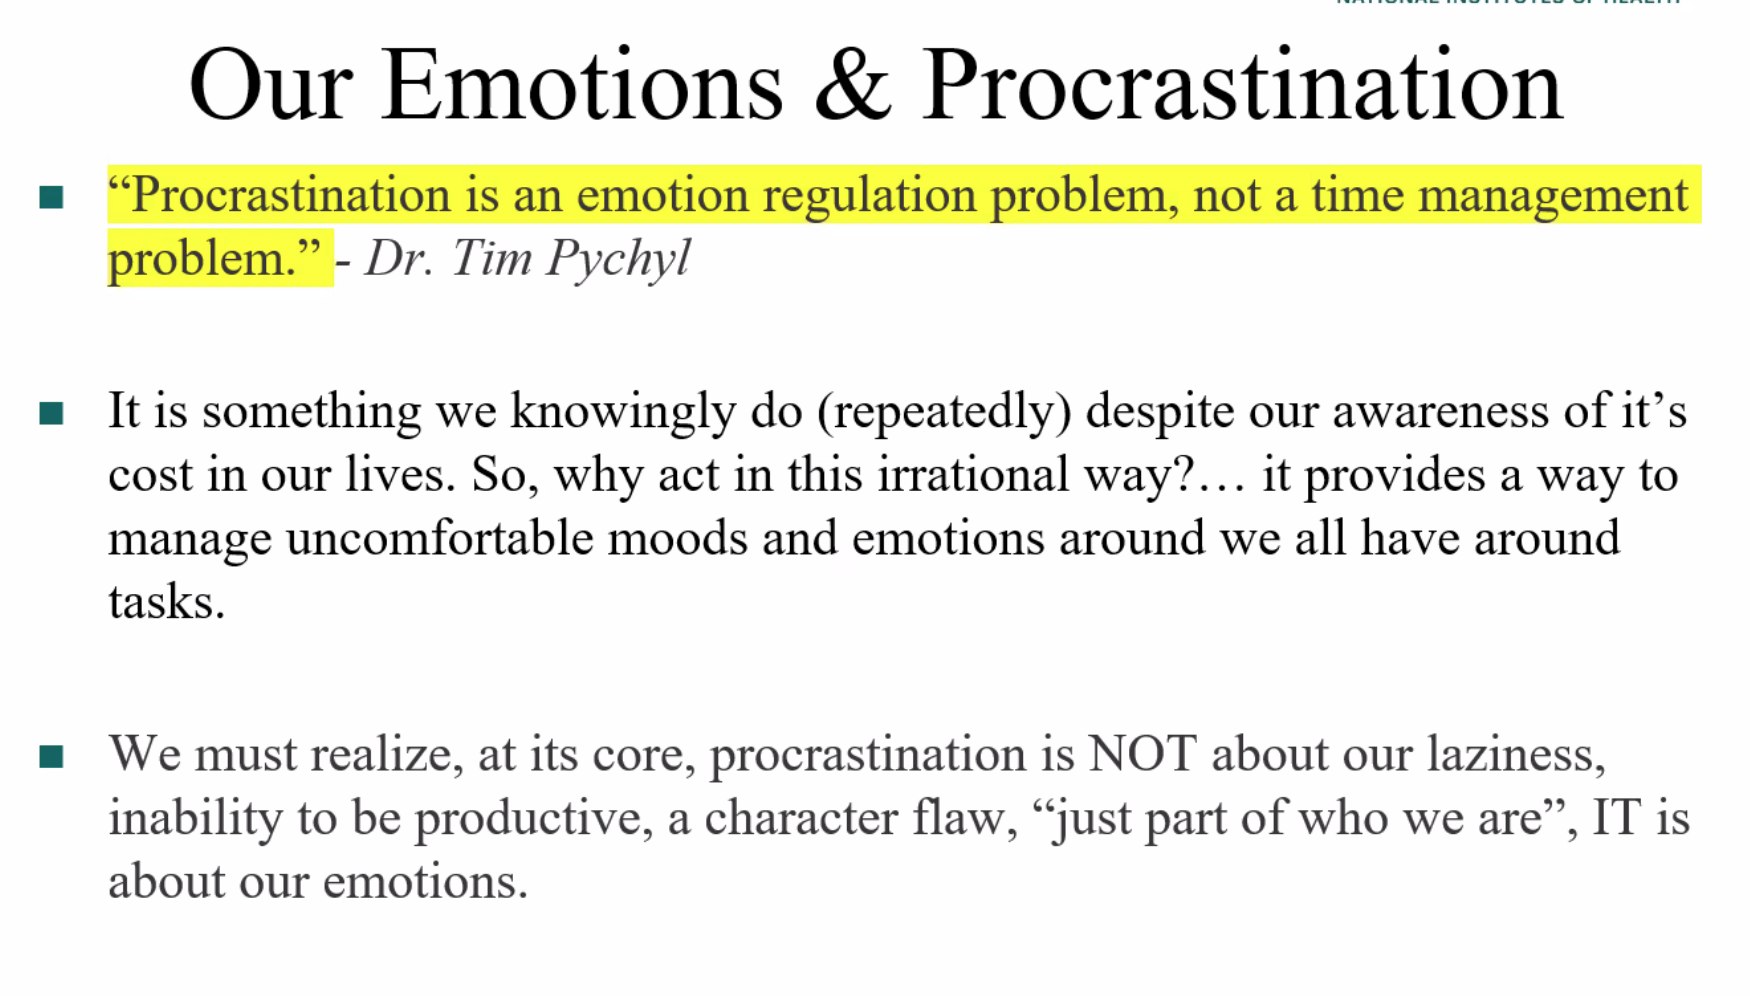 NATIONAL INSTITUTES OF HEALTH
Our Emotions & Procrastination
■ “Procrastination is an emotion regulation problem, not a time management
problem.” - Dr. Tim Pychyl
■ It is something we knowingly do (repeatedly) despite our awareness of it’s
cost in our lives. So, why act in this irrational way?… it provides a way to
manage uncomfortable moods and emotions around we all have around
tasks.
■ We must realize, at its core, procrastination is NOT about our laziness,
inability to be productive, a character flaw, “just part of who we are”, IT is
about our emotions.